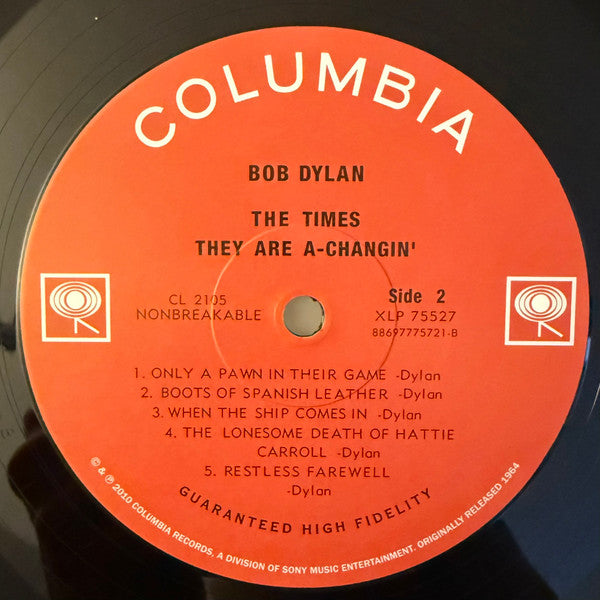 COLUMBIA
BOB DYLAN
THE TIMES
THEY ARE A-CHANGIN'
CL 2105
NONBREAKABLE
Side 2
XLP 75527
88697775721-B
1. ONLY A PAWN IN THEIR GAME -Dylan
2. BOOTS OF SPANISH LEATHER -Dylan
3. WHEN THE SHIP COMES IN -Dylan
4. THE LONESOME DEATH OF HATTIE
CARROLL -Dylan
5. RESTLESS FAREWELL
-Dylan
GUARANTEED HIGH FIDELITY
© & ℗ 2010 COLUMBIA RECORDS, A DIVISION OF SONY MUSIC ENTERTAINMENT. ORIGINALLY RELEASED 1964